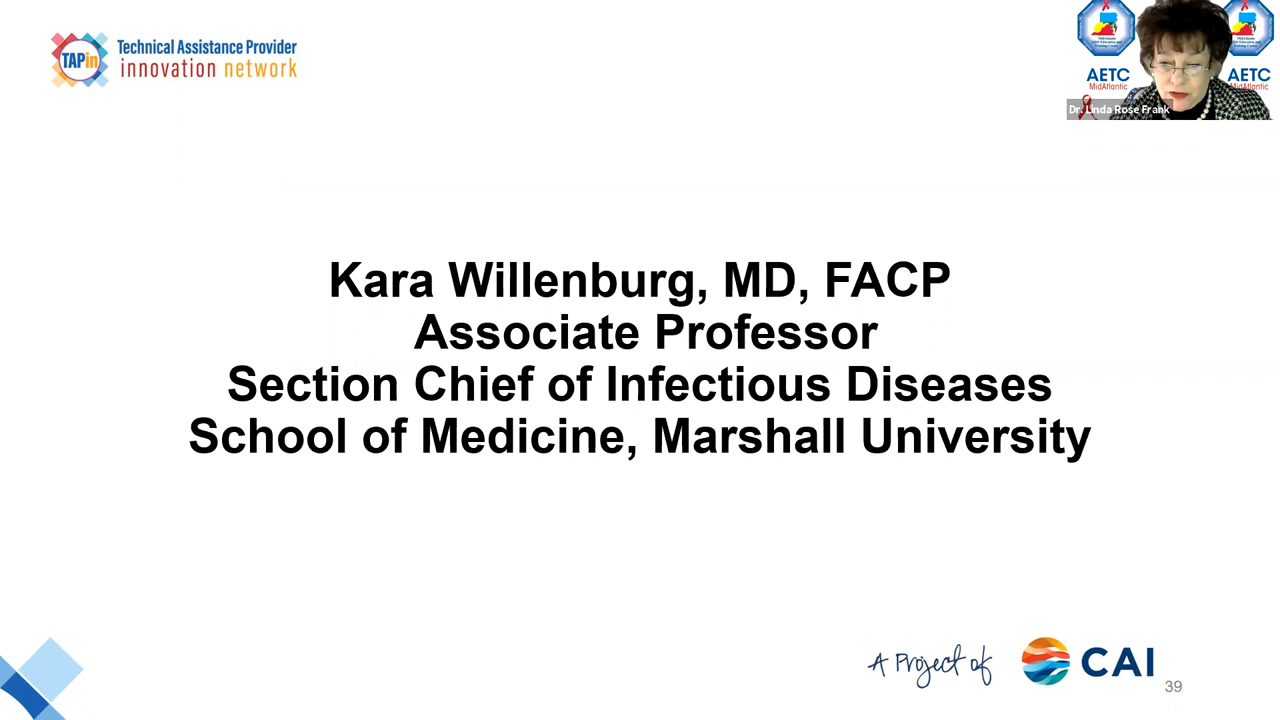 TAPin
Technical Assistance Provider
innovation network
AETC
MidAtlantic
AETC
MidAtlantic
Dr. Linda Rose Frank
Kara Willenburg, MD, FACP
Associate Professor
Section Chief of Infectious Diseases
School of Medicine, Marshall University
A Project of
CAI
39